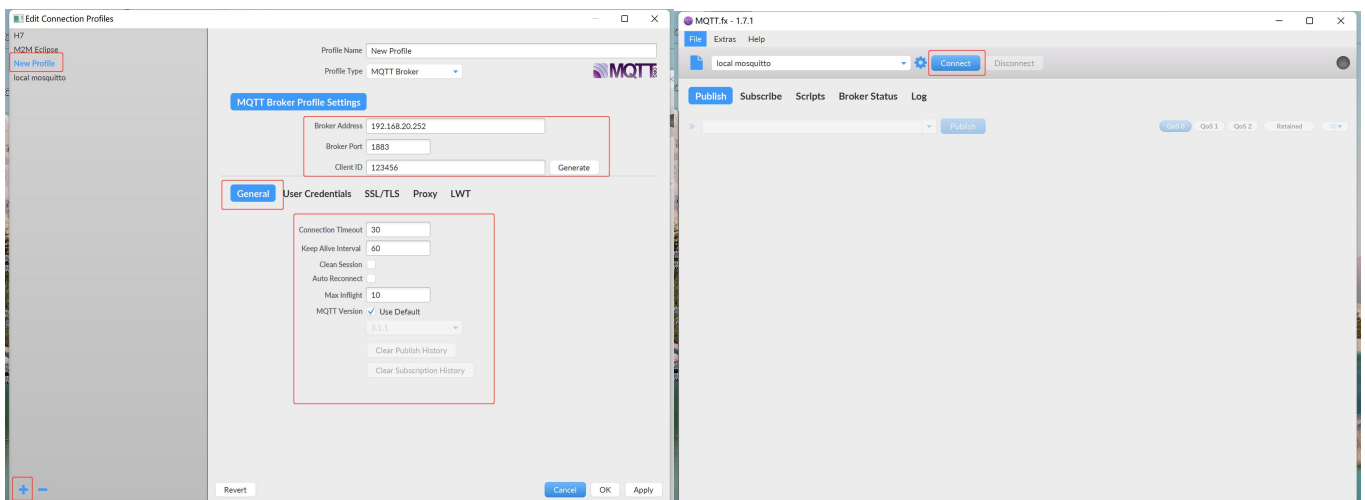 Edit Connection Profiles
H7
M2M Eclipse
New Profile
local mosquitto
Profile Name New Profile
Profile Type MQTT Broker
MQTT
MQTT Broker Profile Settings
Broker Address 192.168.20.252
Broker Port 1883
Client ID 123456 Generate
General User Credentials SSL/TLS Proxy LWT
Connection Timeout 30
Keep Alive Interval 60
Clean Session
Auto Reconnect
Max Inflight 10
MQTT Version Use Default
3.1.1
Clear Publish History
Clear Subscription History
Revert Cancel OK Apply
MQTT.fx - 1.7.1
File Extras Help
local mosquitto Connect Disconnect
Publish Subscribe Scripts Broker Status Log
Publish QoS 0 QoS 1 QoS 2 Retained